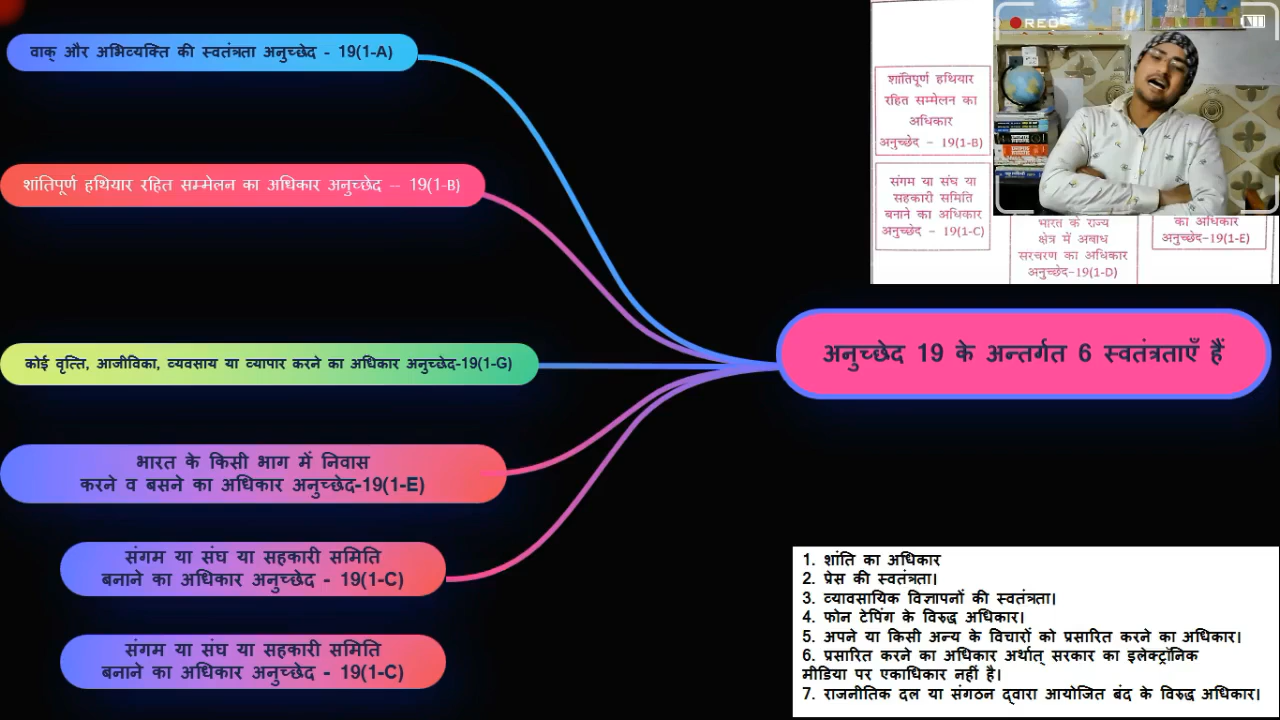 वाक् और अभिव्यक्ति की स्वतंत्रता अनुच्छेद - 19(1-A)
शांतिपूर्ण हथियार रहित सम्मेलन का अधिकार अनुच्छेद – 19(1-B)
कोई वृत्ति, आजीविका, व्यवसाय या व्यापार करने का अधिकार अनुच्छेद-19(1-G)
भारत के किसी भाग में निवास
करने व बसने का अधिकार अनुच्छेद-19(1-E)
संगम या संघ या सहकारी समिति
बनाने का अधिकार अनुच्छेद - 19(1-C)
संगम या संघ या सहकारी समिति
बनाने का अधिकार अनुच्छेद - 19(1-C)
अनुच्छेद 19 के अन्तर्गत 6 स्वतंत्रताएँ हैं
शांतिपूर्ण हथियार
रहित सम्मेलन का
अधिकार
अनुच्छेद – 19(1-B)
संगम या संघ या
सहकारी समिति
बनाने का अधिकार
अनुच्छेद – 19(1-C)
भारत के राज्य
क्षेत्र में अबाध
सरचरण का अधिकार
अनुच्छेद-19(1-D)
का अधिकार
अनुच्छेद-19(1-E)
REC
1. शांति का अधिकार
2. प्रेस की स्वतंत्रता।
3. व्यावसायिक विज्ञापनों की स्वतंत्रता।
4. फोन टेपिंग के विरुद्ध अधिकार।
5. अपने या किसी अन्य के विचारों को प्रसारित करने का अधिकार।
6. प्रसारित करने का अधिकार अर्थात् सरकार का इलेक्ट्रॉनिक
मीडिया पर एकाधिकार नहीं है।
7. राजनीतिक दल या संगठन द्वारा आयोजित बंद के विरुद्ध अधिकार।